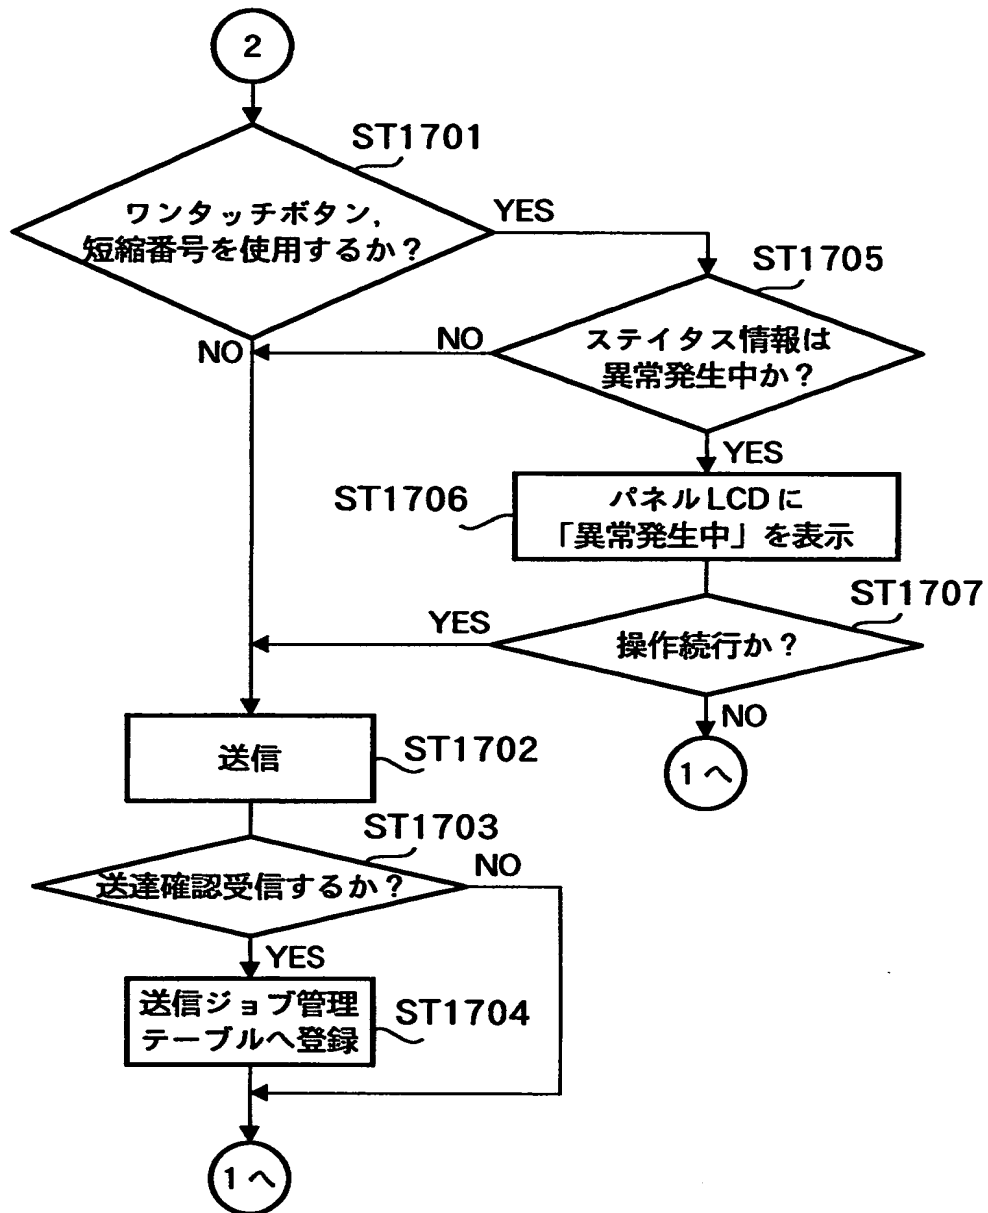 2
ST1701
ワンタッチボタン,
短縮番号を使用するか？
YES
ST1705
NO
NO
ステイタス情報は
異常発生中か？
YES
ST1706
パネルLCDに
「異常発生中」を表示
ST1707
YES
操作続行か？
NO
1へ
送信
ST1702
ST1703
NO
送達確認受信するか？
YES
送信ジョブ管理
テーブルへ登録
ST1704
1へ